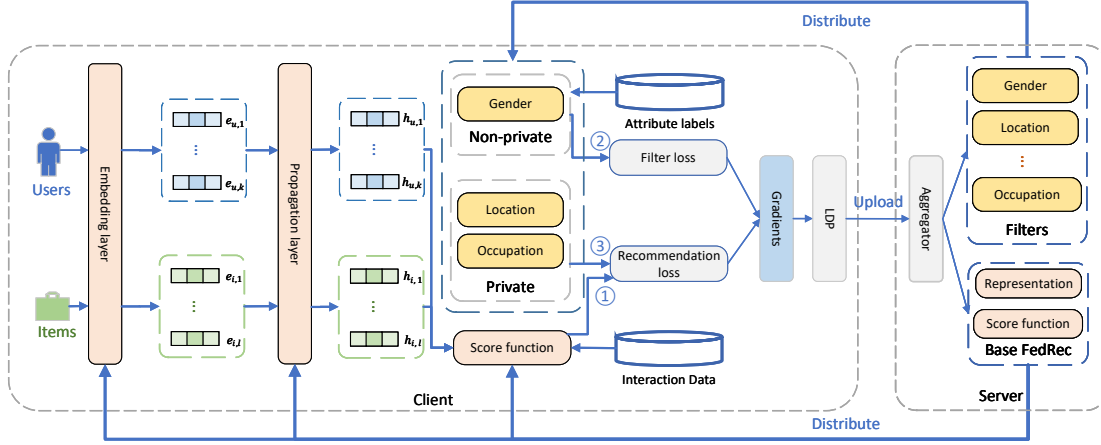 Distribute
Users
Items
Embedding layer
e_{u,1}
⋮
e_{u,k}
e_{i,1}
⋮
e_{i,l}
Propagation layer
h_{u,1}
⋮
h_{u,k}
h_{i,1}
⋮
h_{i,l}
Gender
Non-private
Location
Occupation
Private
Score function
Attribute labels
②
Filter loss
③
Recommendation
loss
①
Interaction Data
Gradients
LDP
Client
Upload
Aggregator
Gender
Location
⋮
Occupation
Filters
Representation
Score function
Base FedRec
Server
Distribute